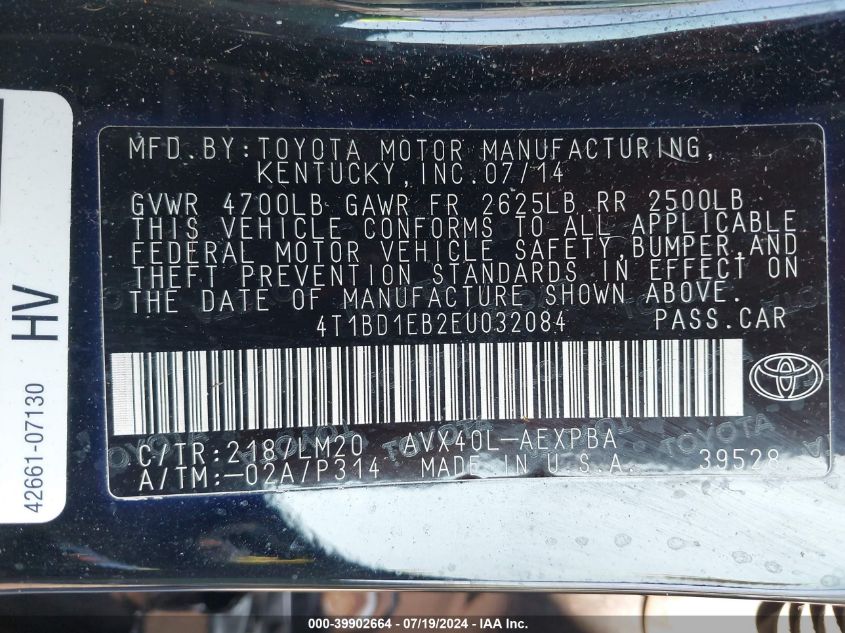 MFD.BY:TOYOTA MOTOR MANUFACTURING,
KENTUCKY,INC.07/14
GVWR 4700LB GAWR FR 2625LB RR 2500LB
THIS VEHICLE CONFORMS TO ALL APPLICABLE
FEDERAL MOTOR VEHICLE SAFETY,BUMPER,AND
THEFT PREVENTION STANDARDS IN EFFECT ON
THE DATE OF MANUFACTURE SHOWN ABOVE.
4T1BD1EB2EU032084 PASS.CAR
C/TR:218/LM20 AVX40L-AEXPBA
A/TM:-02A/P314 MADE IN U.S.A. 39528
HV
42661-07130
000-39902664 - 07/19/2024 - IAA Inc.